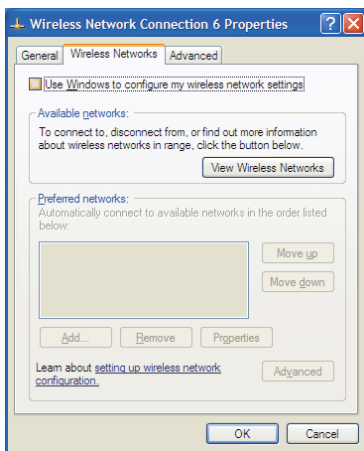 Wireless Network Connection 6 Properties
General Wireless Networks Advanced
Use Windows to configure my wireless network settings
Available networks:
To connect to, disconnect from, or find out more information
about wireless networks in range, click the button below.
View Wireless Networks
Preferred networks:
Automatically connect to available networks in the order listed
below:
Move up
Move down
Add... Remove Properties
Learn about setting up wireless network
configuration.
Advanced
OK Cancel